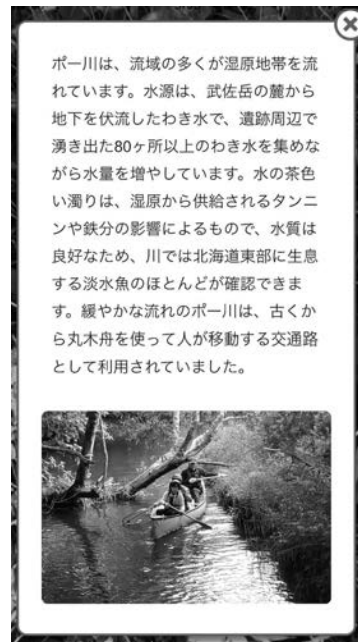 ポー川は、流域の多くが湿原地帯を流
れています。水源は、武佐岳の麓から
地下を伏流したわき水で、遺跡周辺で
湧き出た80ヶ所以上のわき水を集めな
がら水量を増やしています。水の茶色
い濁りは、湿原から供給されるタンニ
ンや鉄分の影響によるもので、水質は
良好なため、川では北海道東部に生息
する淡水魚のほとんどが確認できま
す。緩やかな流れのポー川は、古くか
ら丸木舟を使って人が移動する交通路
として利用されていました。